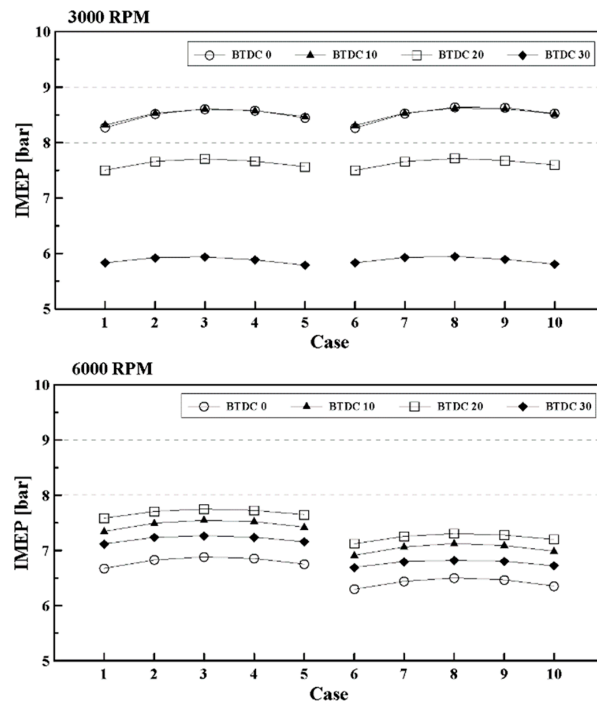 3000 RPM
BTDC 0 BTDC 10 BTDC 20 BTDC 30
IMEP [bar]
10
9
8
7
6
5
1 2 3 4 5 6 7 8 9 10
Case
6000 RPM
BTDC 0 BTDC 10 BTDC 20 BTDC 30
IMEP [bar]
10
9
8
7
6
5
1 2 3 4 5 6 7 8 9 10
Case